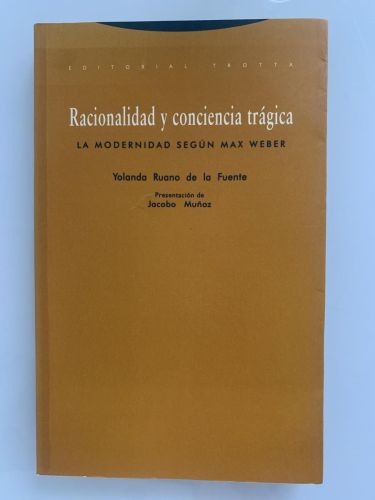 EDITORIAL TROTTA
Racionalidad y conciencia trágica
LA MODERNIDAD SEGÚN MAX WEBER
Yolanda Ruano de la Fuente
Presentación de
Jacobo Muñoz